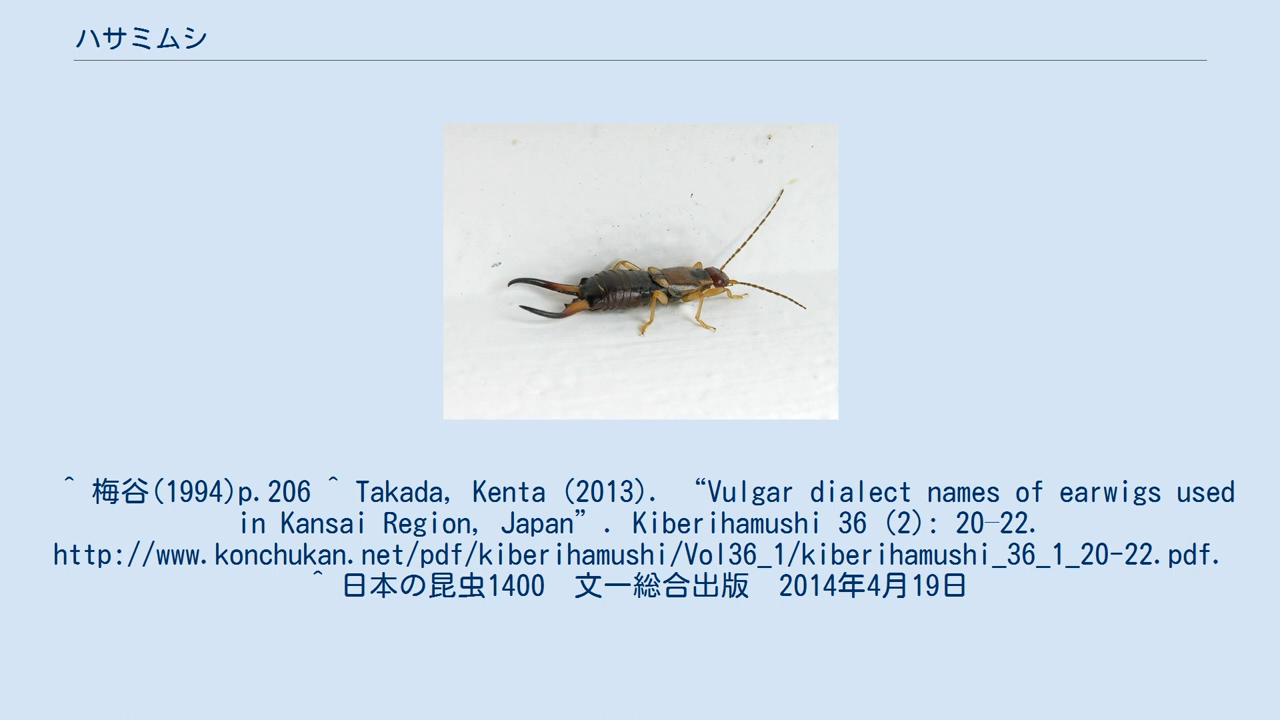 ハサミムシ
^ 梅谷(1994)p.206 ^ Takada, Kenta (2013). “Vulgar dialect names of earwigs used
in Kansai Region, Japan”. Kiberihamushi 36 (2): 20–22.
http://www.konchukan.net/pdf/kiberihamushi/Vol36_1/kiberihamushi_36_1_20-22.pdf.
^ 日本の昆虫1400　文一総合出版　2014年4月19日